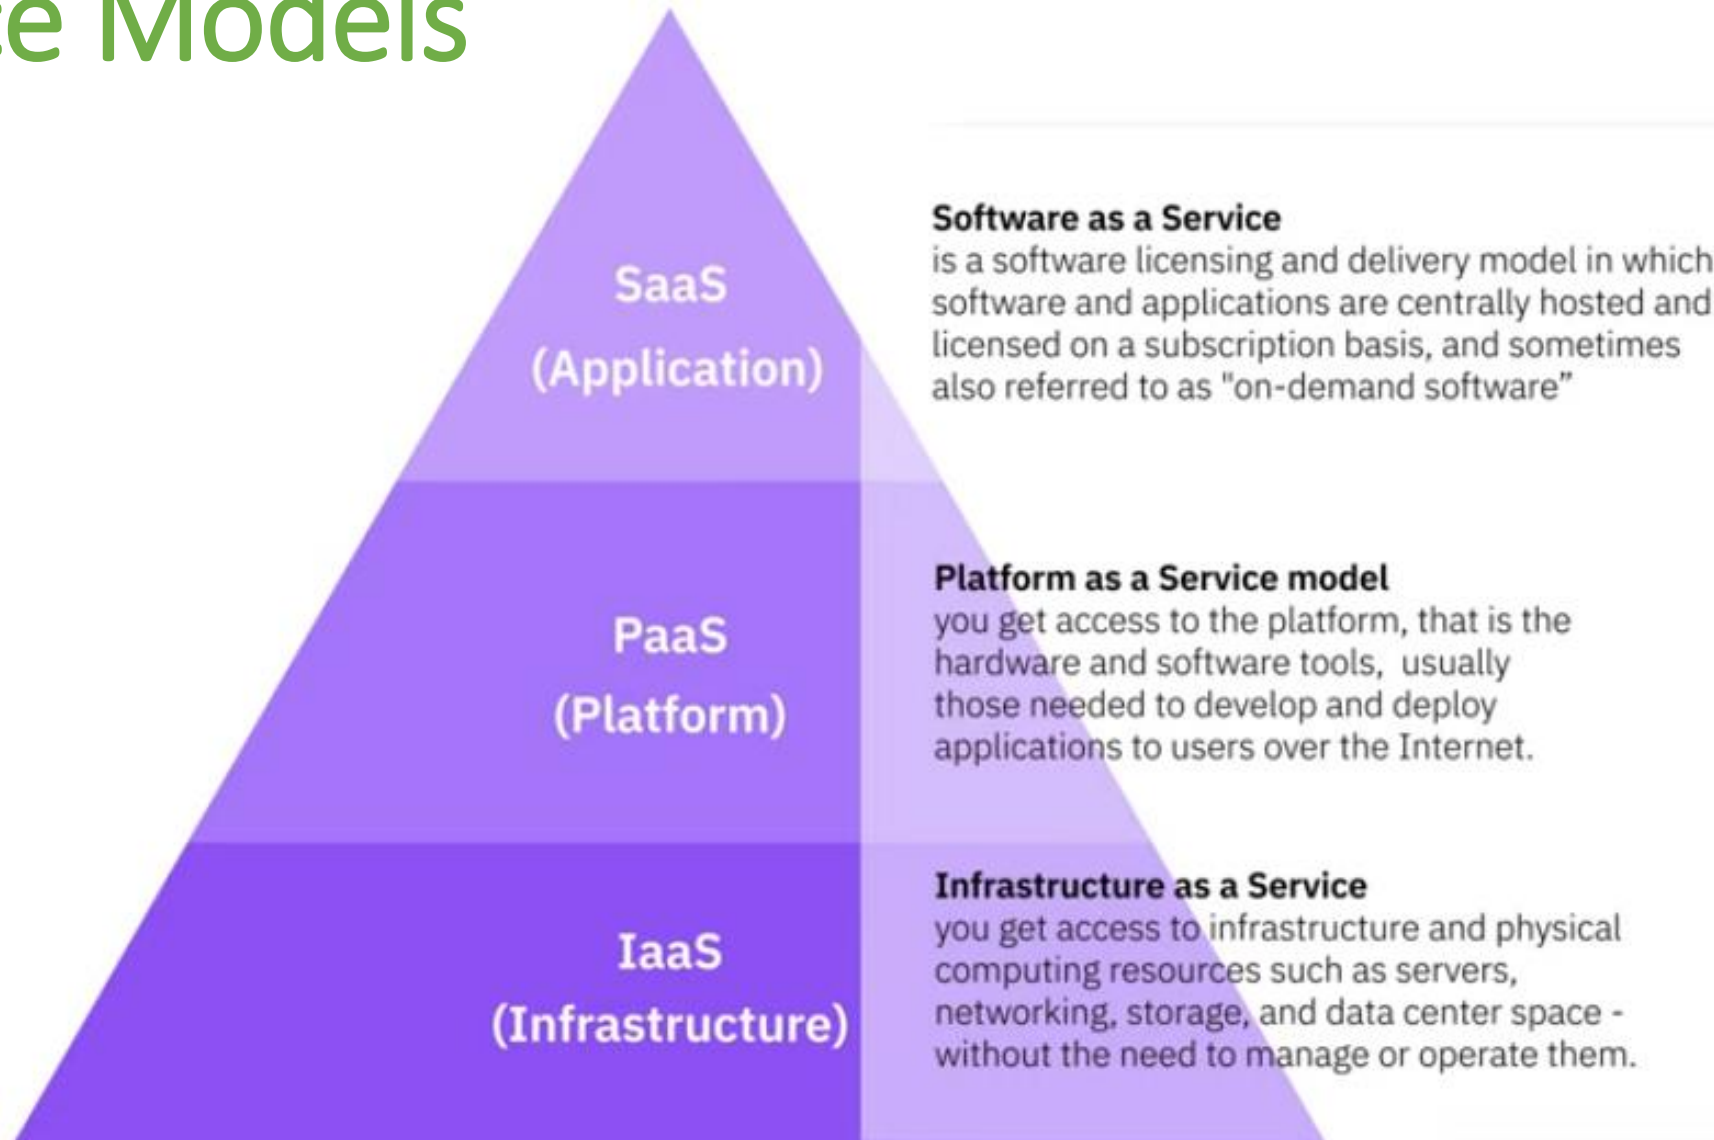 ce Models
SaaS
(Application)
Software as a Service
is a software licensing and delivery model in which
software and applications are centrally hosted and
licensed on a subscription basis, and sometimes
also referred to as "on-demand software”
PaaS
(Platform)
Platform as a Service model
you get access to the platform, that is the
hardware and software tools,  usually
those needed to develop and deploy
applications to users over the Internet.
IaaS
(Infrastructure)
Infrastructure as a Service
you get access to infrastructure and physical
computing resources such as servers,
networking, storage, and data center space -
without the need to manage or operate them.